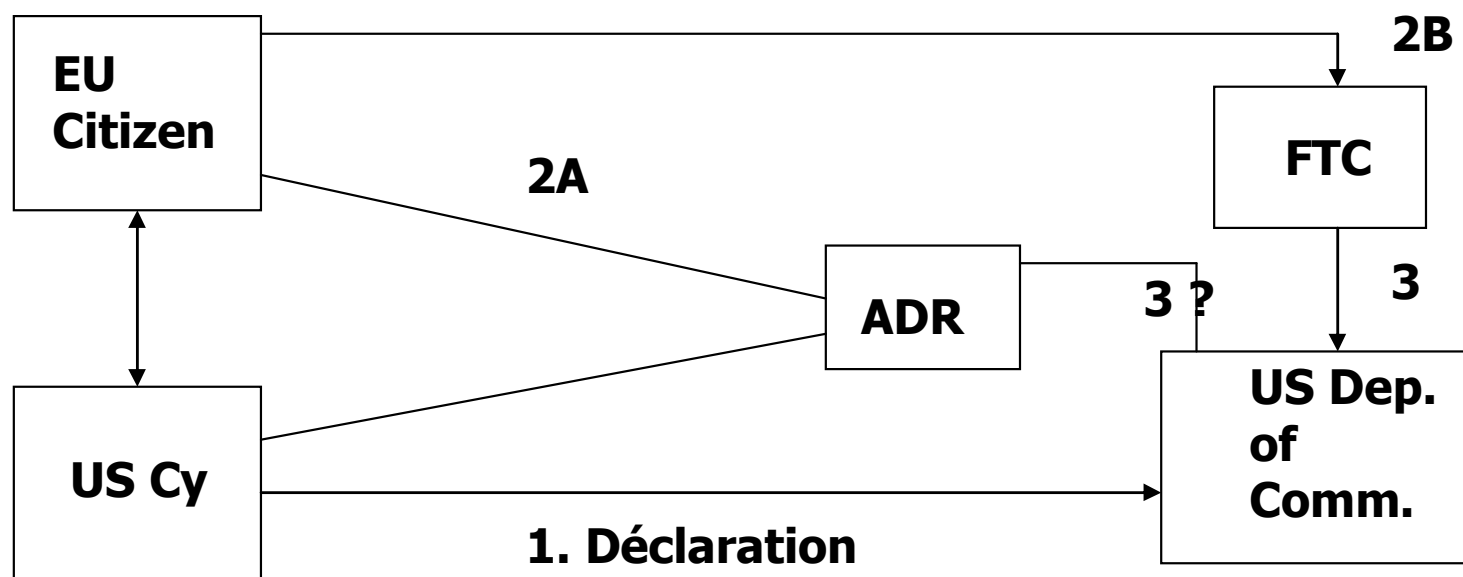 2B
EU
Citizen
FTC
2A
3
3 ?
ADR
US Dep.
of
Comm.
US Cy
1. Déclaration